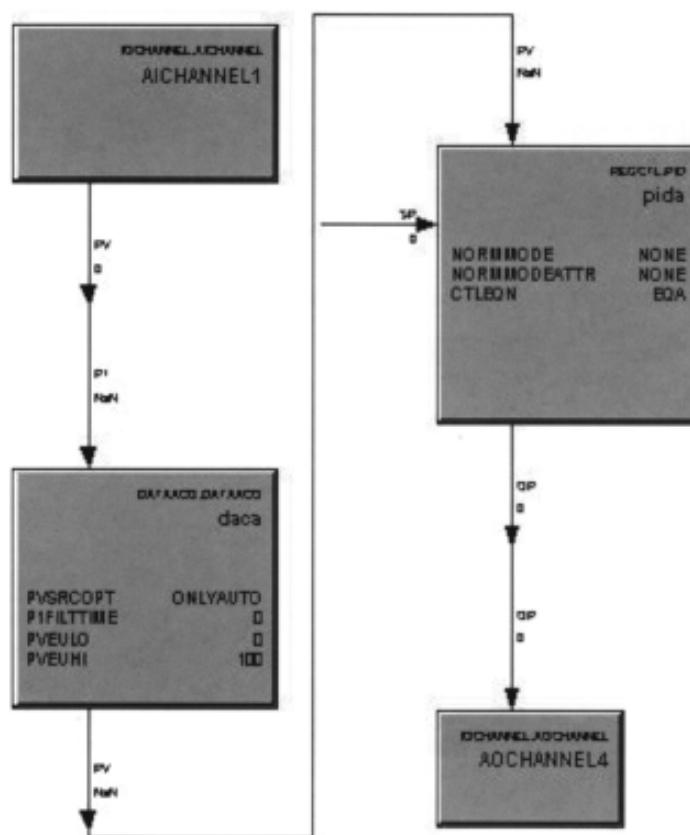 IOCHANNEL.AICHANNEL
AICHANNEL1
PV
0
P1
NaN
DATAACQ.DATAACQ
daca
PVSRCOPT ONLYAUTO
P1FILTTIME 0
PVEULO 0
PVEUHI 100
PV
NaN
PV
NaN
REGCTL.PID
pida
SP
0
NORMMODE NONE
NORMMODEATTR NONE
CTLEQN EQA
OP
0
OP
0
IOCHANNEL.AOCHANNEL
AOCHANNEL4